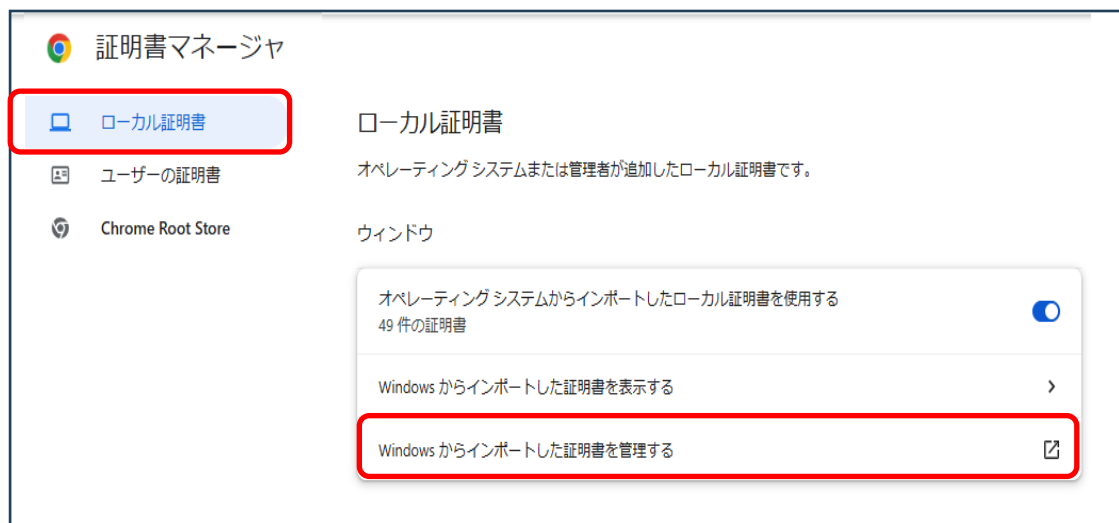 証明書マネージャ
ローカル証明書
ユーザーの証明書
Chrome Root Store
ローカル証明書
オペレーティング システムまたは管理者が追加したローカル証明書です。
ウィンドウ
オペレーティング システムからインポートしたローカル証明書を使用する
49 件の証明書
Windows からインポートした証明書を表示する
Windows からインポートした証明書を管理する